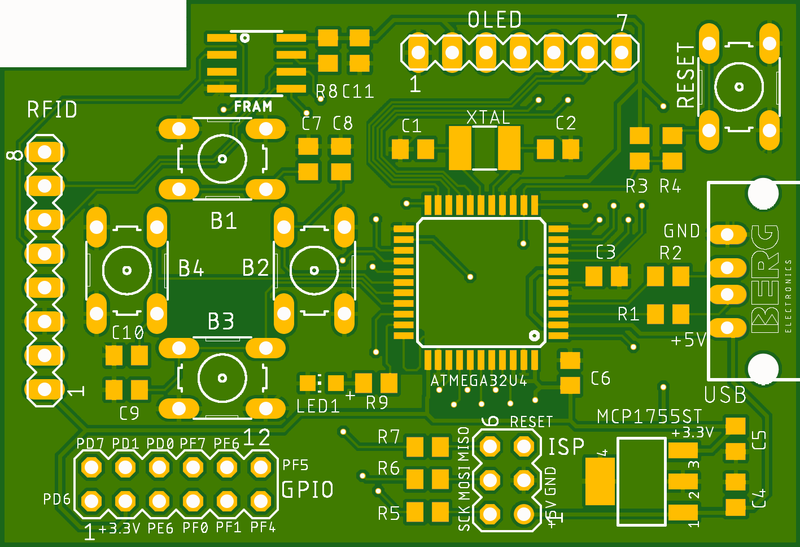 OLED
7
1
R8 C11
FRAM
RESET
RFID
8
1
C7 C8
C1
XTAL
C2
R3 R4
B1
B4
B2
B3
GND
R2
C3
R1
+5V
BERG
ELECTRONICS
USB
C10
C9
LED1
+
R9
ATMEGA32U4
C6
MCP1755ST
+3.3V
4
3
2
1
C5
C4
12
PD7 PD1 PD0 PF7 PF6
PF5
PD6
GPIO
1 +3.3V PE6 PF0 PF1 PF4
R7
R6
R5
6
RESET
ISP
SCK MOSI MISO
+5V GND
1